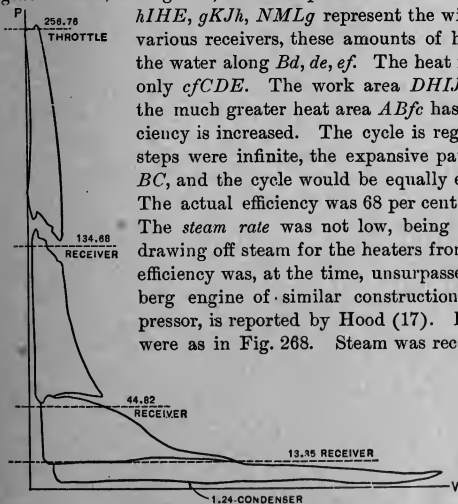 hIHE, gKJh, NMLg represent the wi
various receivers, these amounts of h
the water along Bd, de, ef. The heat
only cfCDE. The work area DHIJ
the much greater heat area ABfc has
ciency is increased. The cycle is reg
steps were infinite, the expansive pa
BC, and the cycle would be equally e
The actual efficiency was 68 per cent
The steam rate was not low, being
drawing off steam for the heaters from
efficiency was, at the time, unsurpasse
berg engine of similar construction
pressor, is reported by Hood (17).
were as in Fig. 268. Steam was rec
P
256.76
THROTTLE
134.68
RECEIVER
44.82
RECEIVER
13.35 RECEIVER
V
1.24-CONDENSER